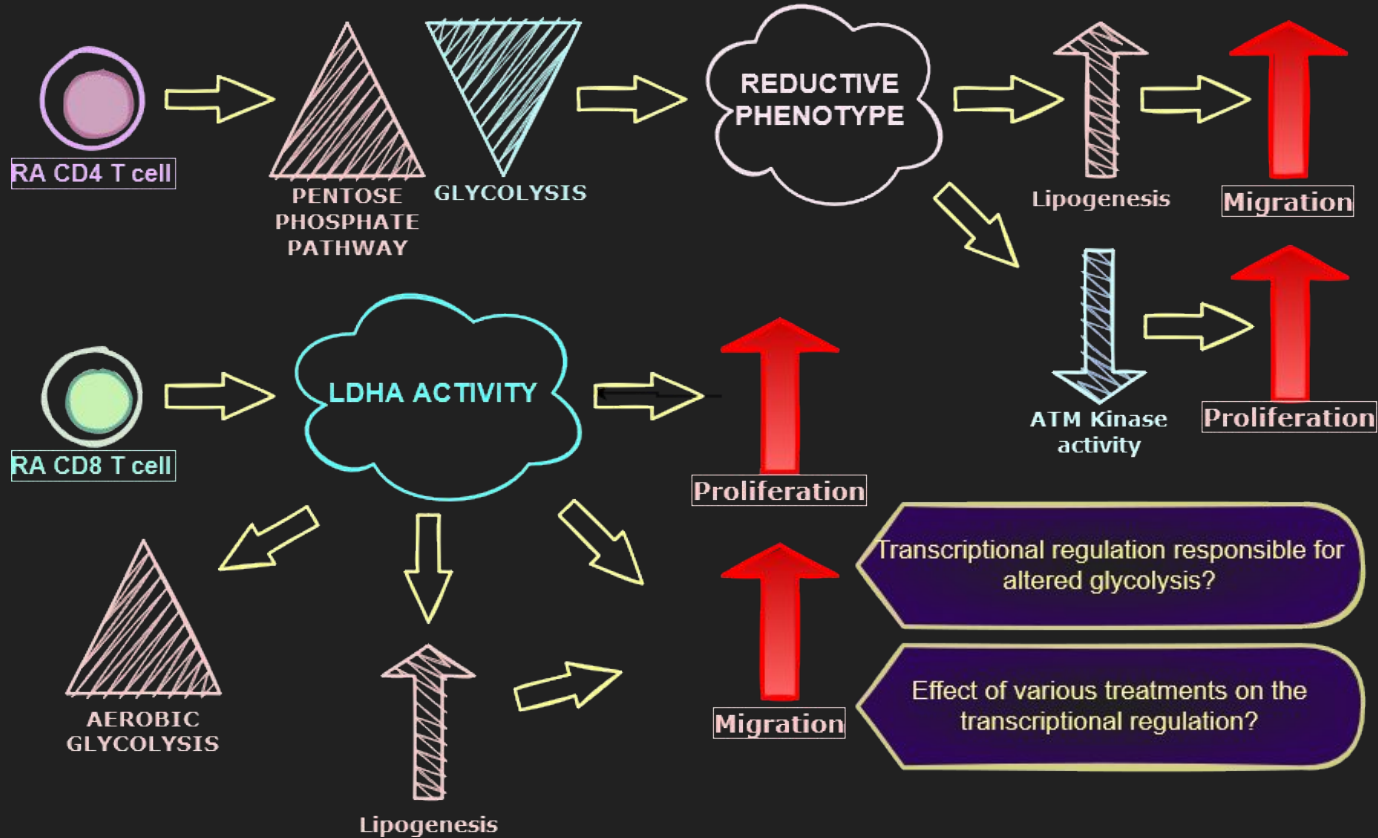 RA CD4 T cell
PENTOSE
PHOSPHATE
PATHWAY
GLYCOLYSIS
REDUCTIVE
PHENOTYPE
Lipogenesis
Migration
ATM Kinase
activity
Proliferation
RA CD8 T cell
LDHA ACTIVITY
Proliferation
AEROBIC
GLYCOLYSIS
Lipogenesis
Migration
Transcriptional regulation responsible for
altered glycolysis?
Effect of various treatments on the
transcriptional regulation?